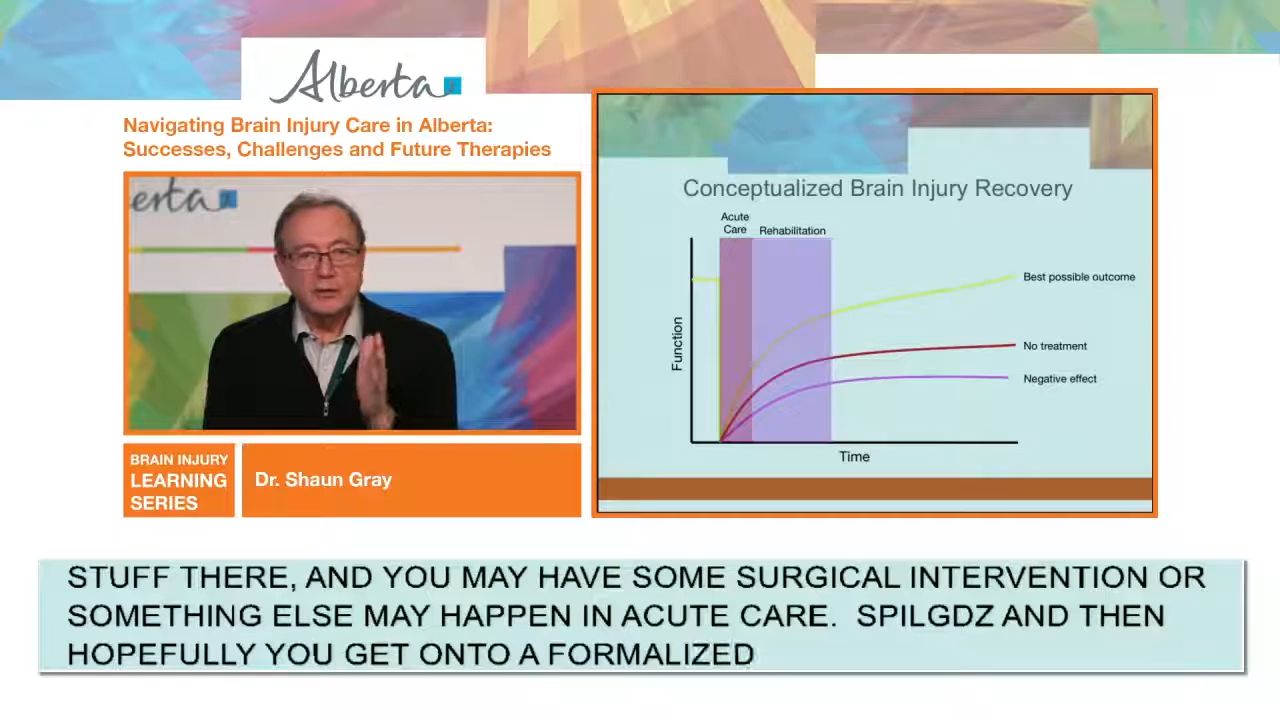 Alberta
Navigating Brain Injury Care in Alberta:
Successes, Challenges and Future Therapies
erta
BRAIN INJURY
LEARNING
SERIES
Dr. Shaun Gray
Conceptualized Brain Injury Recovery
Acute
Care
Rehabilitation
Function
Best possible outcome
No treatment
Negative effect
Time
STUFF THERE, AND YOU MAY HAVE SOME SURGICAL INTERVENTION OR
SOMETHING ELSE MAY HAPPEN IN ACUTE CARE.  SPILGDZ AND THEN
HOPEFULLY YOU GET ONTO A FORMALIZED